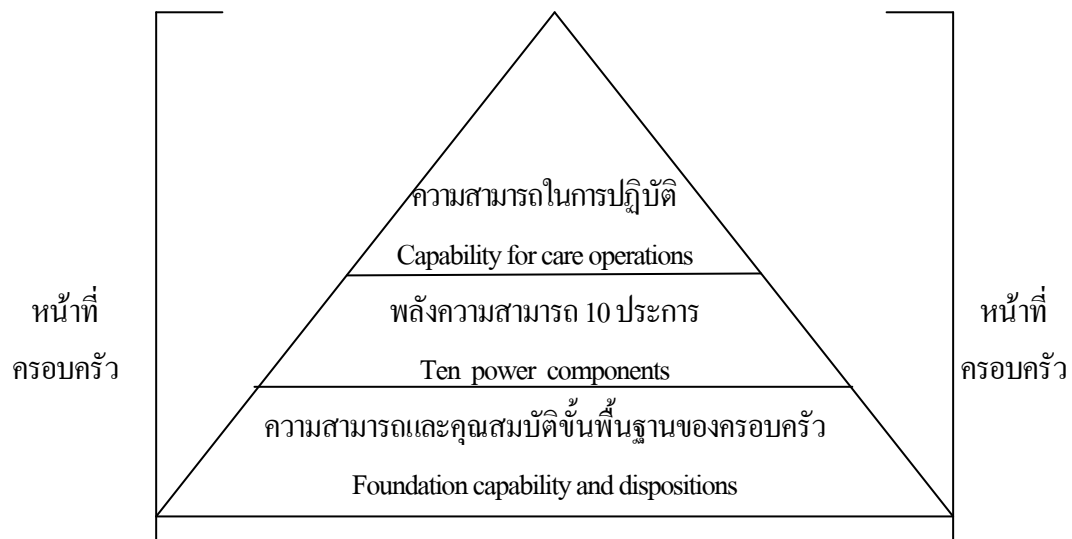 ความสามารถในการปฏิบัติ
Capability for care operations
พลังความสามารถ 10 ประการ
Ten power components
ความสามารถและคุณสมบัติขั้นพื้นฐานของครอบครัว
Foundation capability and dispositions
หน้าที่
ครอบครัว
หน้าที่
ครอบครัว